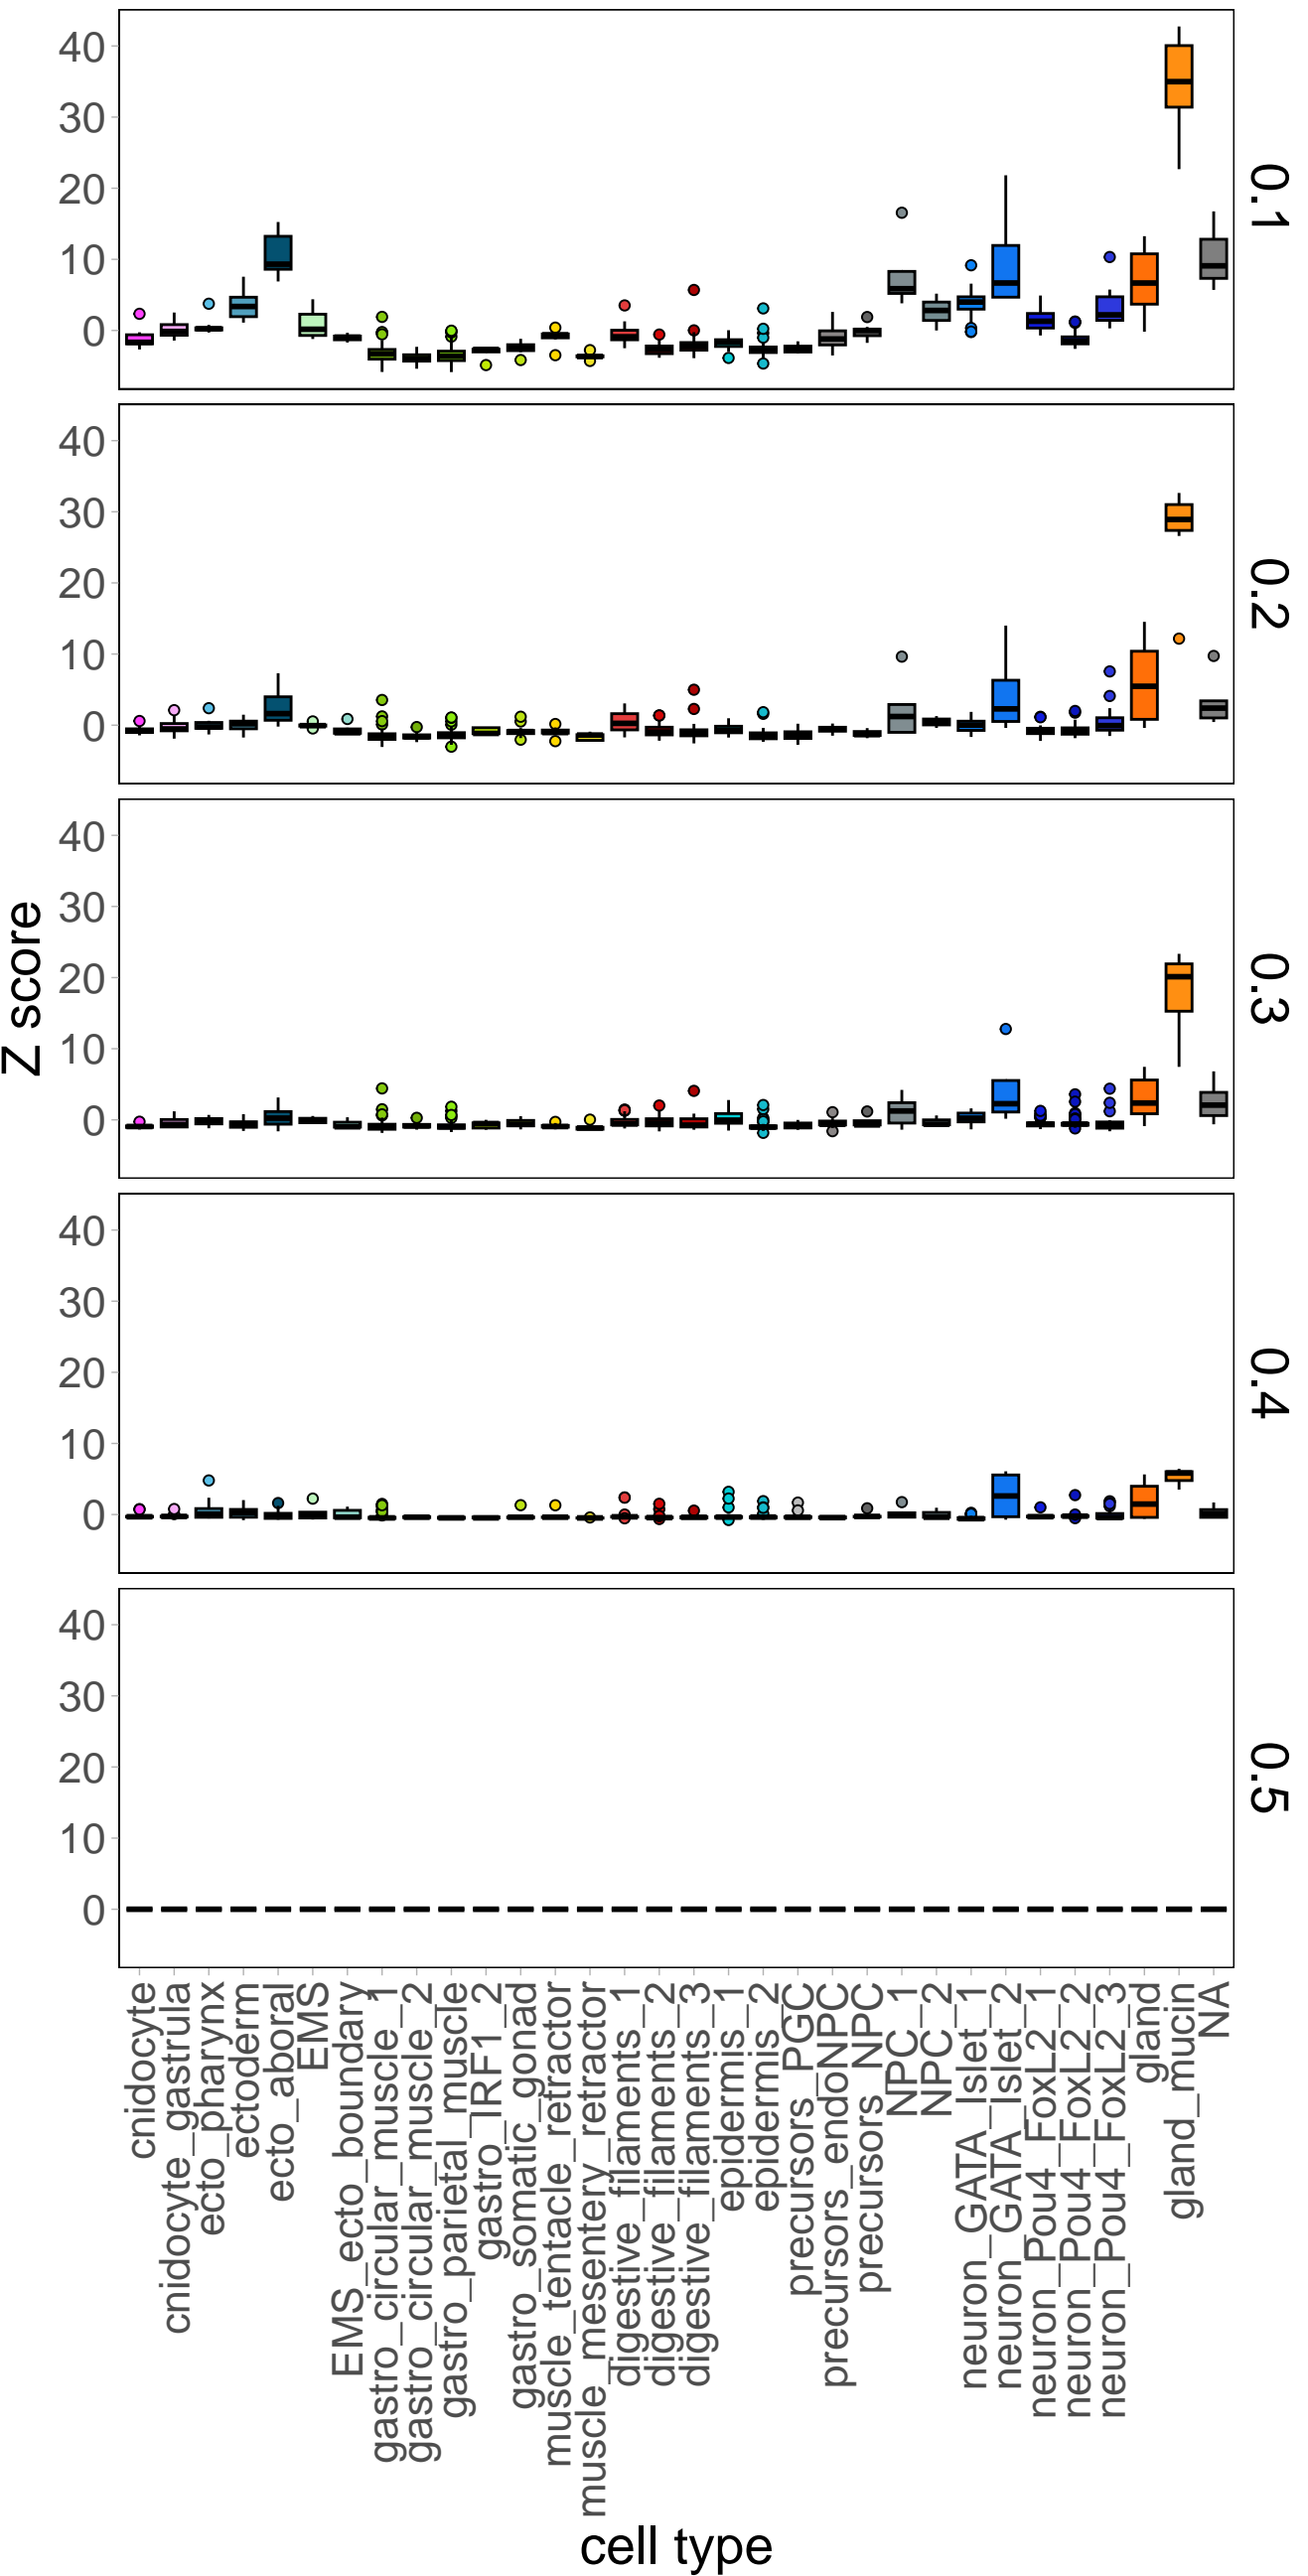 40
30
20
10
0
0.1
40
30
20
10
0
0.2
40
30
20
10
0
0.3
Z score
40
30
20
10
0
0.4
40
30
20
10
0
0.5
cnidocyte
cnidocyte_gastrula
ecto_pharynx
ectoderm
ecto_aboral
EMS
EMS_ecto_boundary
gastro_circular_muscle_1
gastro_circular_muscle_2
gastro_parietal_muscle
gastro_IRF1_2
gastro_somatic_gonad
muscle_tentacle_retractor
muscle_mesentery_retractor
digestive_filaments_1
digestive_filaments_2
digestive_filaments_3
epidermis_1
epidermis_2
precursors_PGC
precursors_endoNPC
precursors_NPC
NPC_1
NPC_2
neuron_GATA_Islet_1
neuron_GATA_Islet_2
neuron_Pou4_FoxL2_1
neuron_Pou4_FoxL2_2
neuron_Pou4_FoxL2_3
gland
gland_mucin
NA
cell type